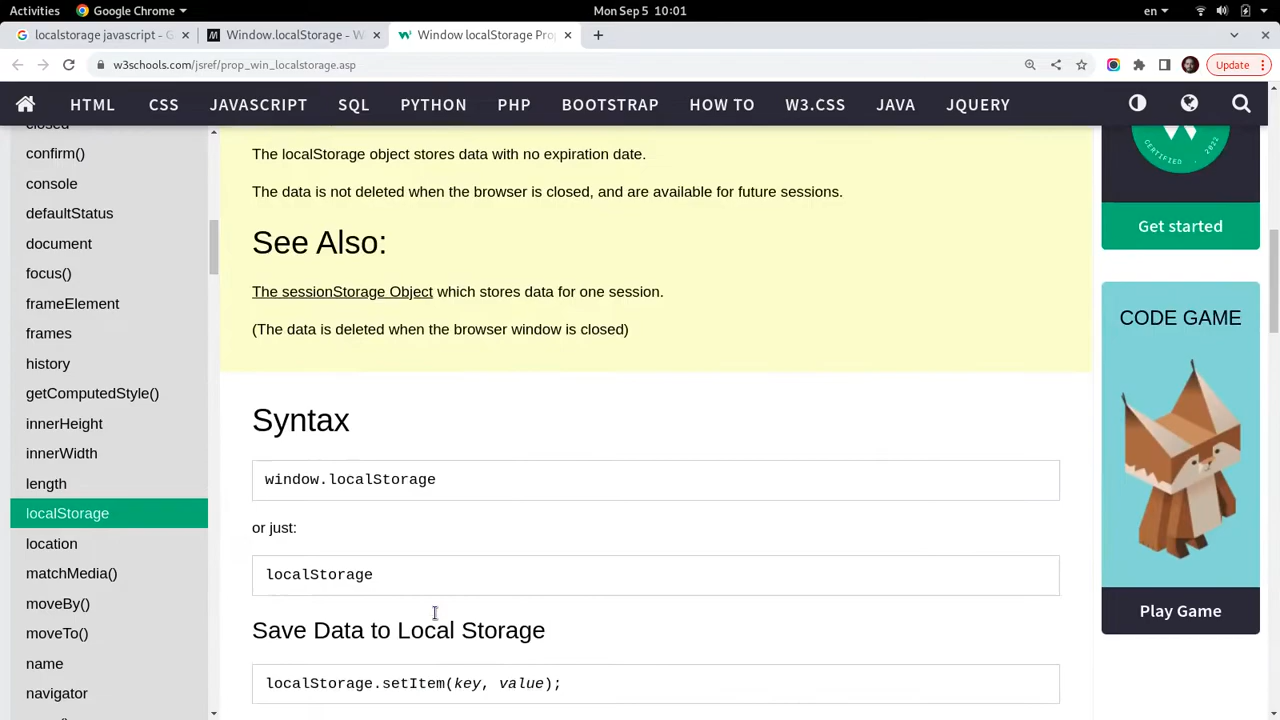 Activities Google Chrome Mon Sep 5 10:01 en
localstorage javascript - G Window.localStorage - W Window localStorage Pro
w3schools.com/jsref/prop_win_localstorage.asp Update
HTML CSS JAVASCRIPT SQL PYTHON PHP BOOTSTRAP HOW TO W3.CSS JAVA JQUERY
closed
confirm()
console
defaultStatus
document
focus()
frameElement
frames
history
getComputedStyle()
innerHeight
innerWidth
length
localStorage
location
matchMedia()
moveBy()
moveTo()
name
navigator
The localStorage object stores data with no expiration date.
The data is not deleted when the browser is closed, and are available for future sessions.
See Also:
The sessionStorage Object which stores data for one session.
(The data is deleted when the browser window is closed)
Syntax
window.localStorage
or just:
localStorage
Save Data to Local Storage
localStorage.setItem(key, value);
W
CERTIFIED . 2022
Get started
CODE GAME
Play Game